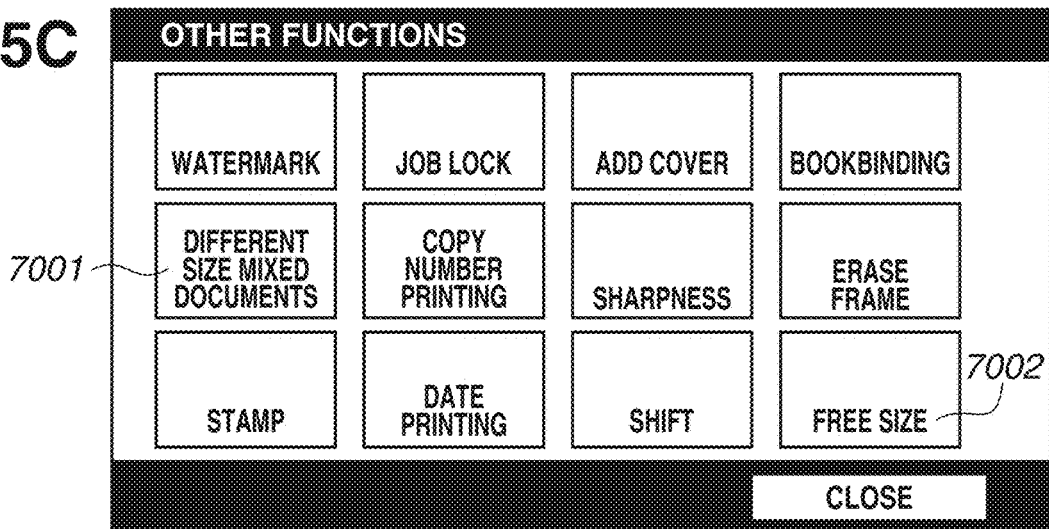 5C
OTHER FUNCTIONS
WATERMARK
JOB LOCK
ADD COVER
BOOKBINDING
7001
DIFFERENT
SIZE MIXED
DOCUMENTS
COPY
NUMBER
PRINTING
SHARPNESS
ERASE
FRAME
STAMP
DATE
PRINTING
SHIFT
FREE SIZE
7002
CLOSE